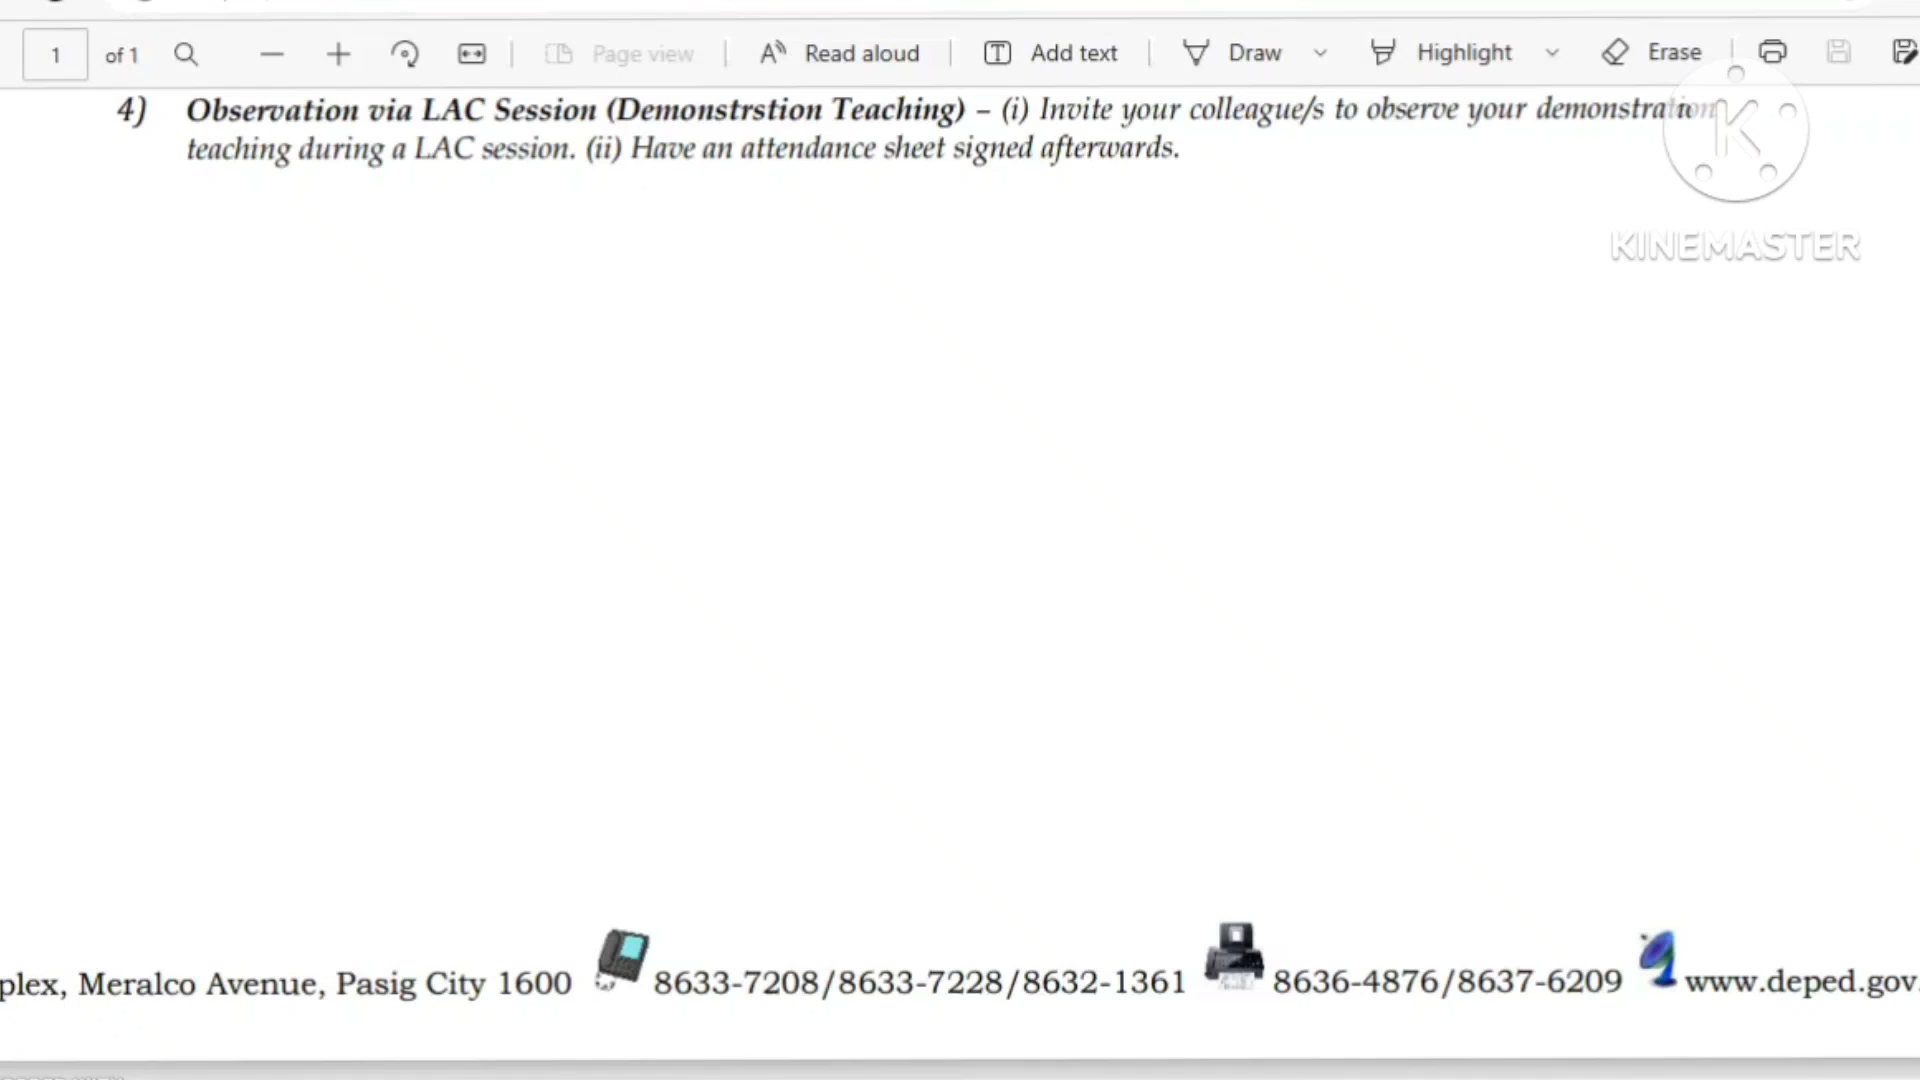 1 of 1 Page view Read aloud Add text Draw Highlight Erase
4) Observation via LAC Session (Demonstrstion Teaching) – (i) Invite your colleague/s to observe your demonstration
teaching during a LAC session. (ii) Have an attendance sheet signed afterwards.
KINEMASTER
plex, Meralco Avenue, Pasig City 1600 8633-7208/8633-7228/8632-1361 8636-4876/8637-6209 www.deped.gov.